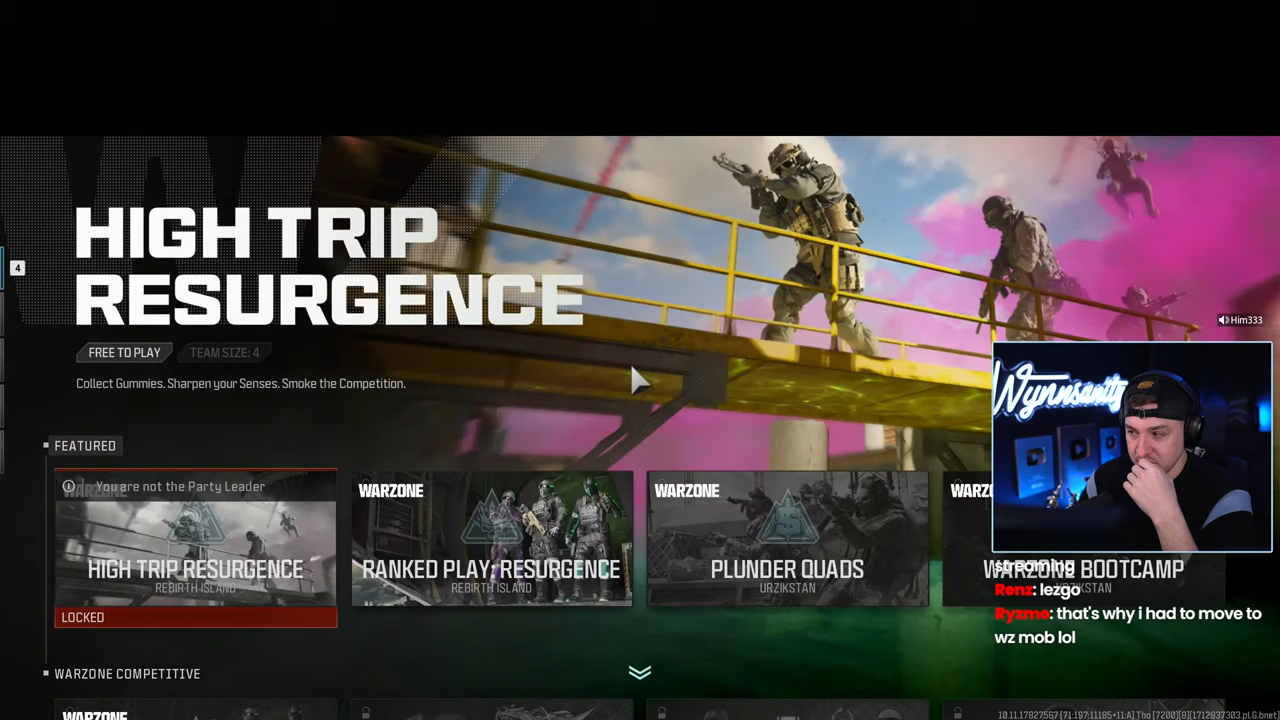 HIGH TRIP
RESURGENCE
4
FREE TO PLAY
TEAM SIZE: 4
Collect Gummies. Sharpen your Senses. Smoke the Competition.
Him333
Wynnsanity
FEATURED
You are not the Party Leader
WARZONE
WARZONE
HIGH TRIP RESURGENCE
REBIRTH ISLAND
LOCKED
RANKED PLAY: RESURGENCE
REBIRTH ISLAND
PLUNDER QUADS
URZIKSTAN
WARZONE BOOTCAMP
streaming
Renz: lezgo
Ryzmo: that's why i had to move to
wz mob lol
WARZONE COMPETITIVE
WARZONE